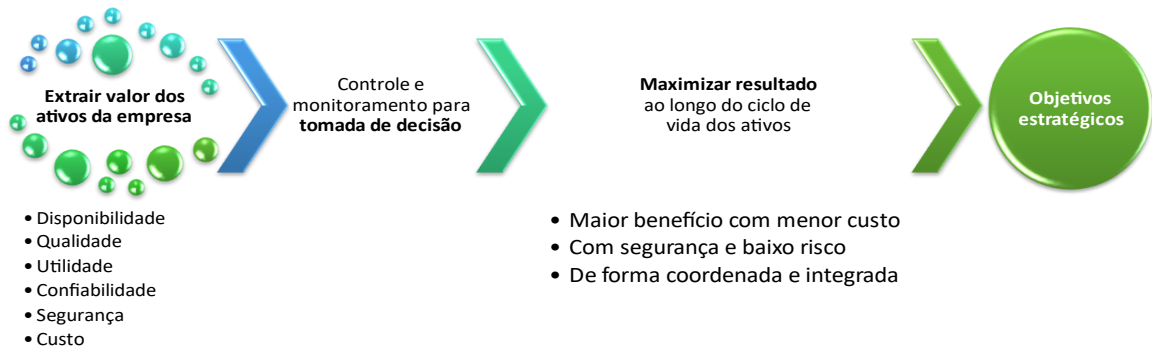 Extrair valor dos
ativos da empresa
Controle e
monitoramento para
tomada de decisão
Maximizar resultado
ao longo do ciclo de
vida dos ativos
Objetivos
estratégicos
• Disponibilidade
• Qualidade
• Utilidade
• Confiabilidade
• Segurança
• Custo
• Maior benefício com menor custo
• Com segurança e baixo risco
• De forma coordenada e integrada